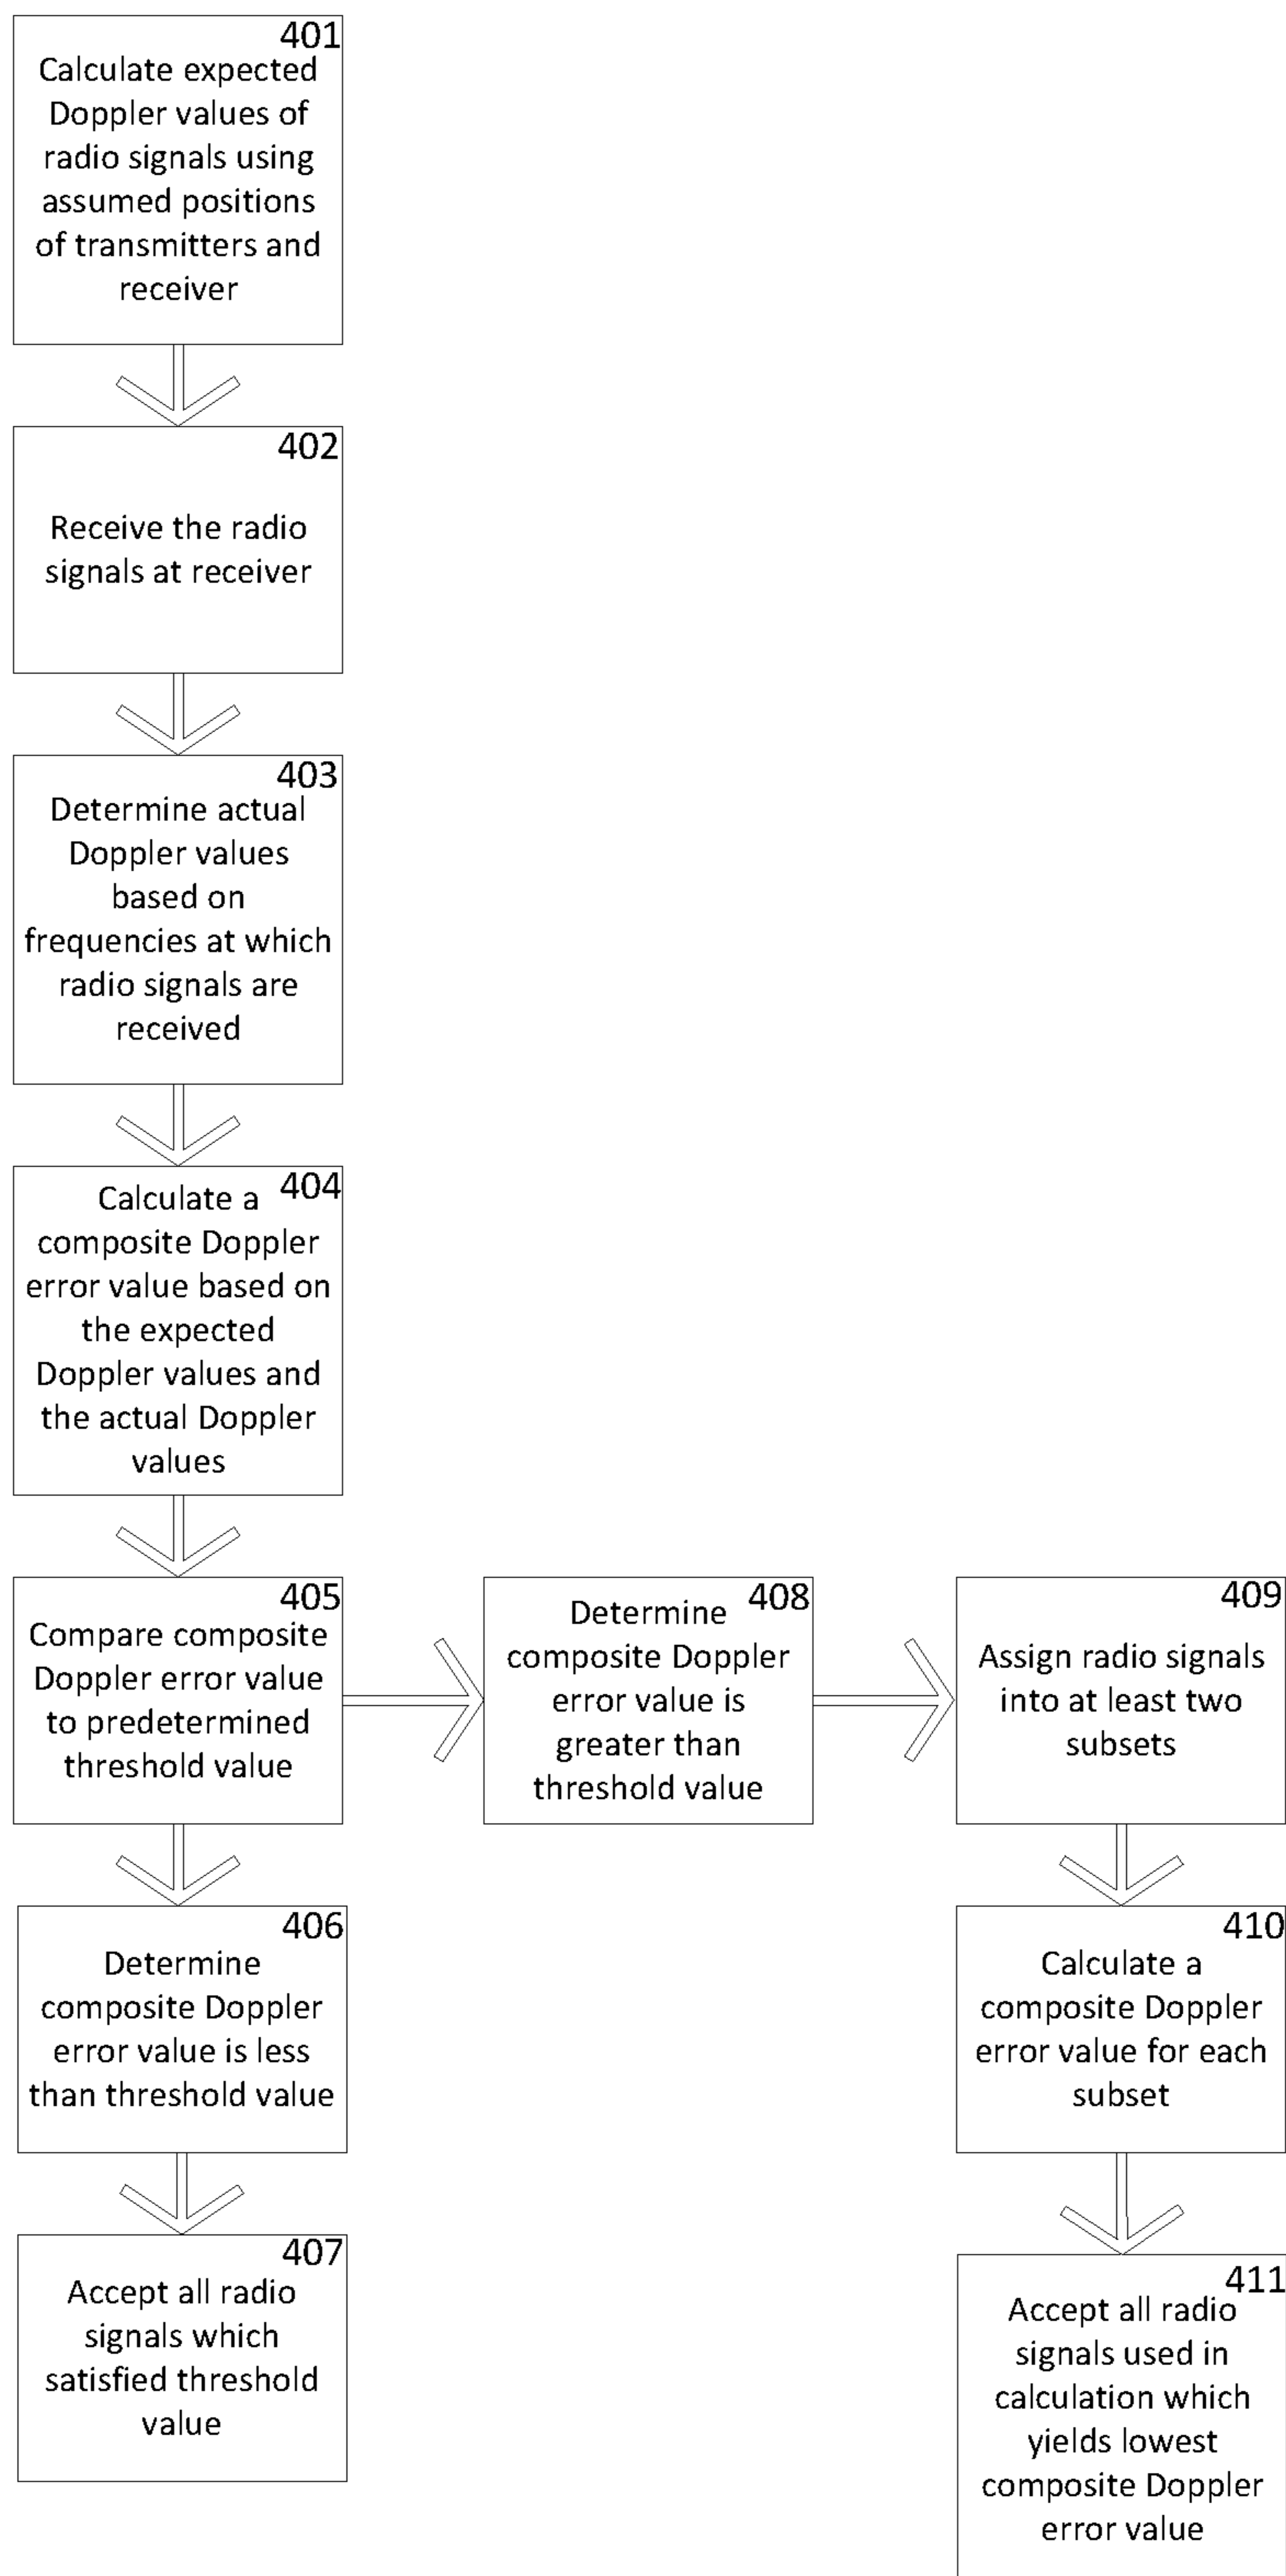 401
Calculate expected
Doppler values of
radio signals using
assumed positions
of transmitters and
receiver
402
Receive the radio
signals at receiver
403
Determine actual
Doppler values
based on
frequencies at which
radio signals are
received
404
Calculate a
composite Doppler
error value based on
the expected
Doppler values and
the actual Doppler
values
405
Compare composite
Doppler error value
to predetermined
threshold value
406
Determine
composite Doppler
error value is less
than threshold value
407
Accept all radio
signals which
satisfied threshold
value
408
Determine
composite Doppler
error value is
greater than
threshold value
409
Assign radio signals
into at least two
subsets
410
Calculate a
composite Doppler
error value for each
subset
411
Accept all radio
signals used in
calculation which
yields lowest
composite Doppler
error value